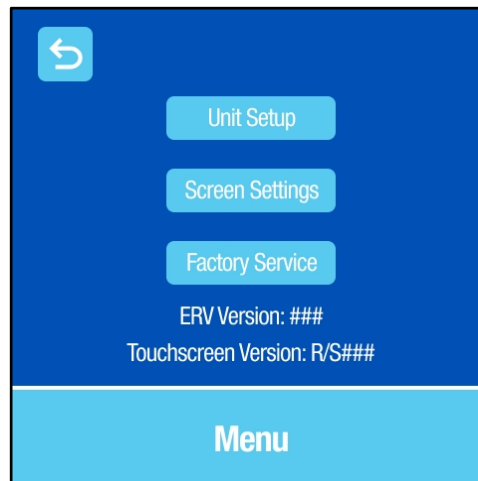 Unit Setup
Screen Settings
Factory Service
ERV Version: ###
Touchscreen Version: R/S###
Menu